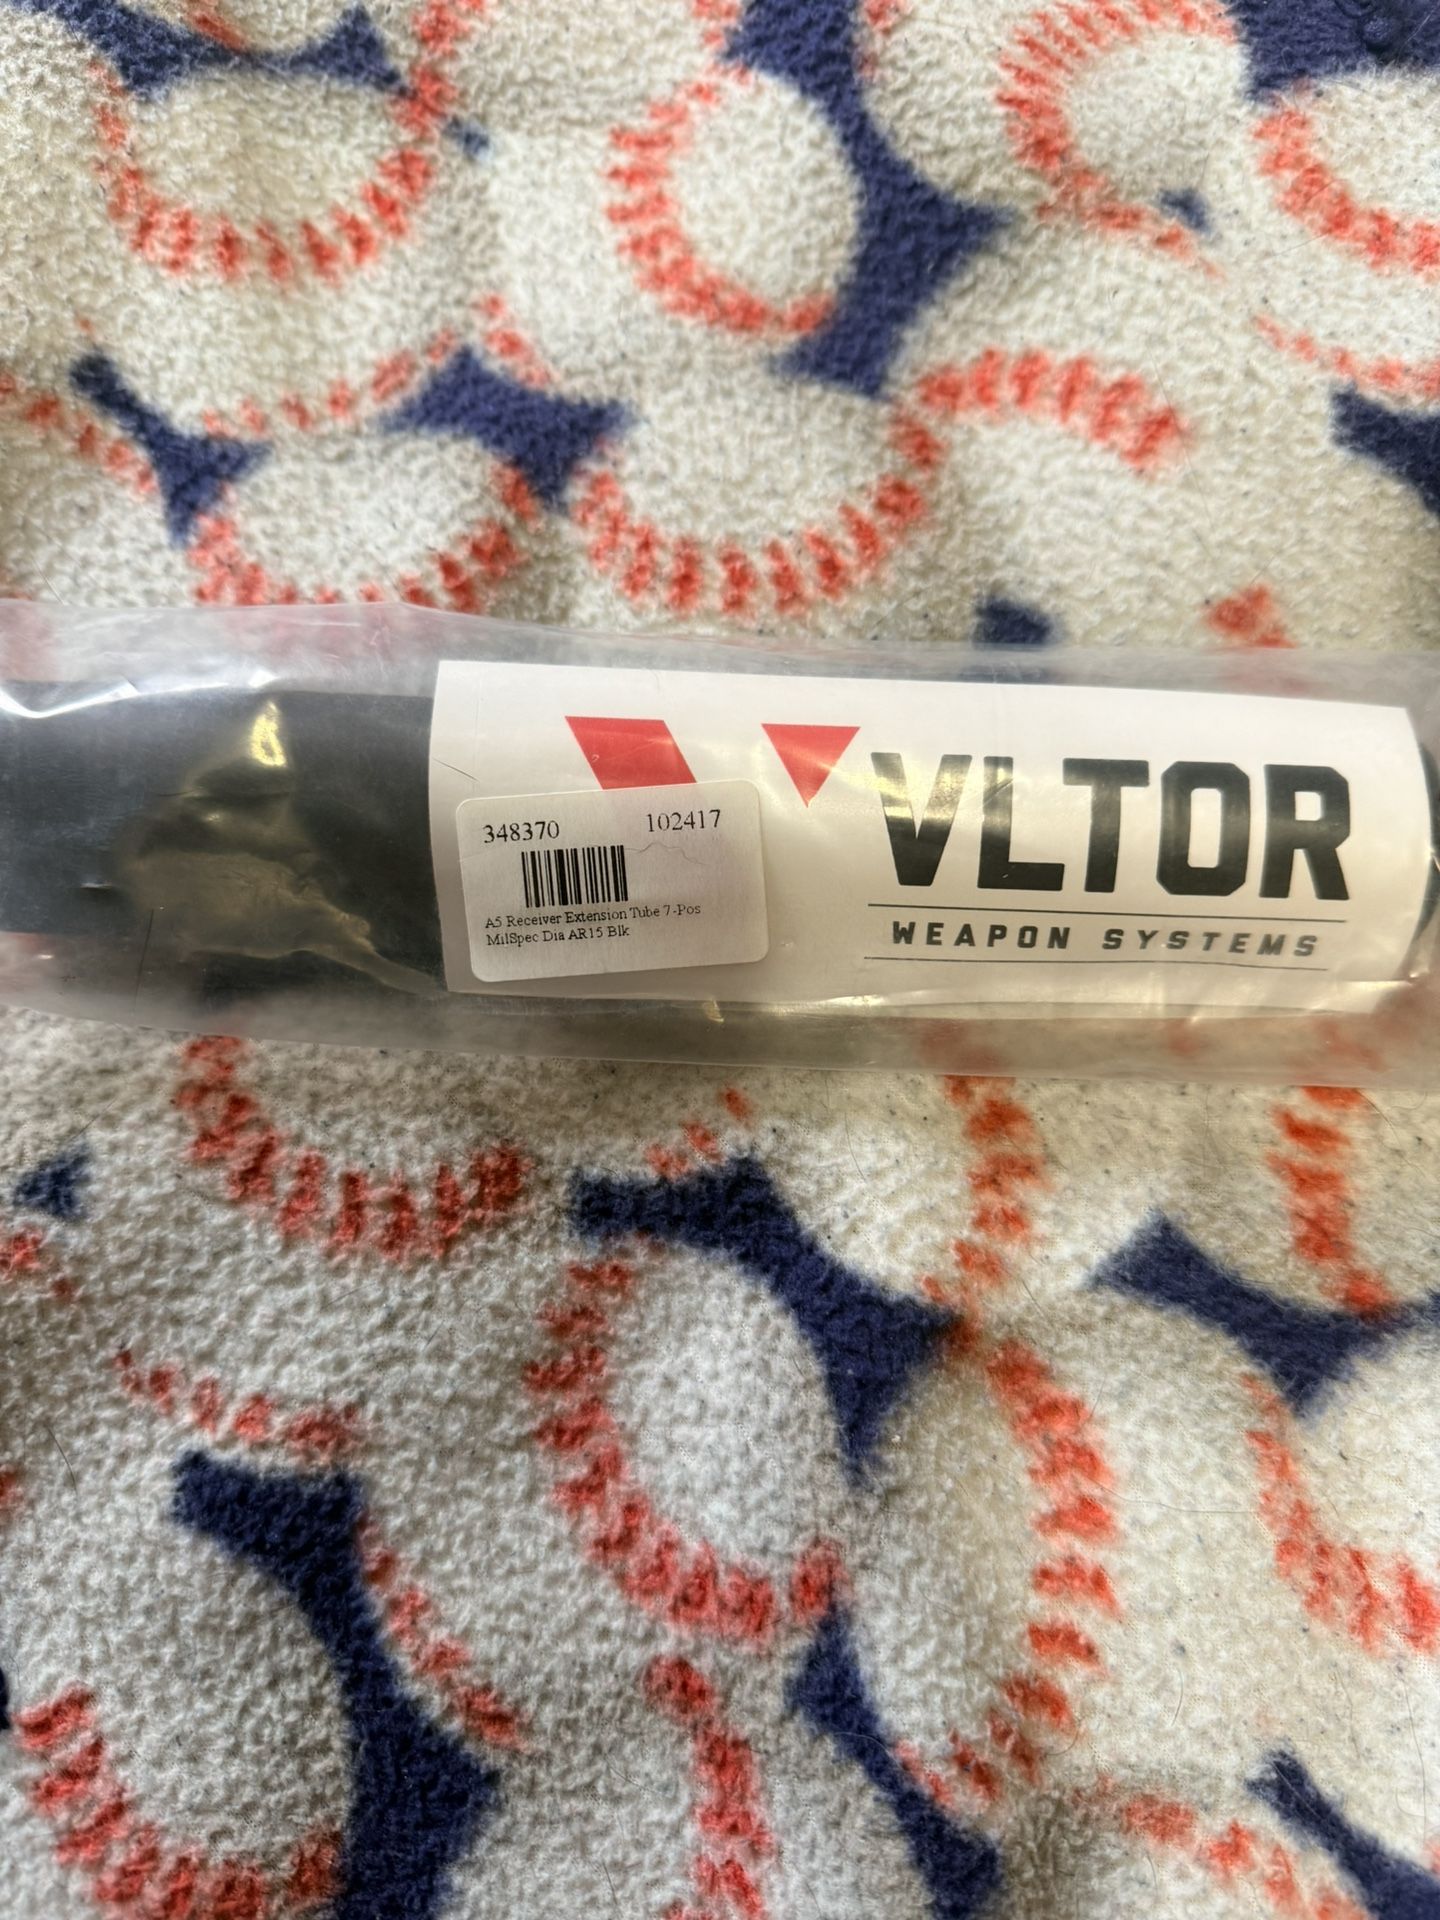 VLTOR
WEAPON SYSTEMS
348370 102417
A5 Receiver Extension Tube 7-Pos
MilSpec Dia AR15 Blk